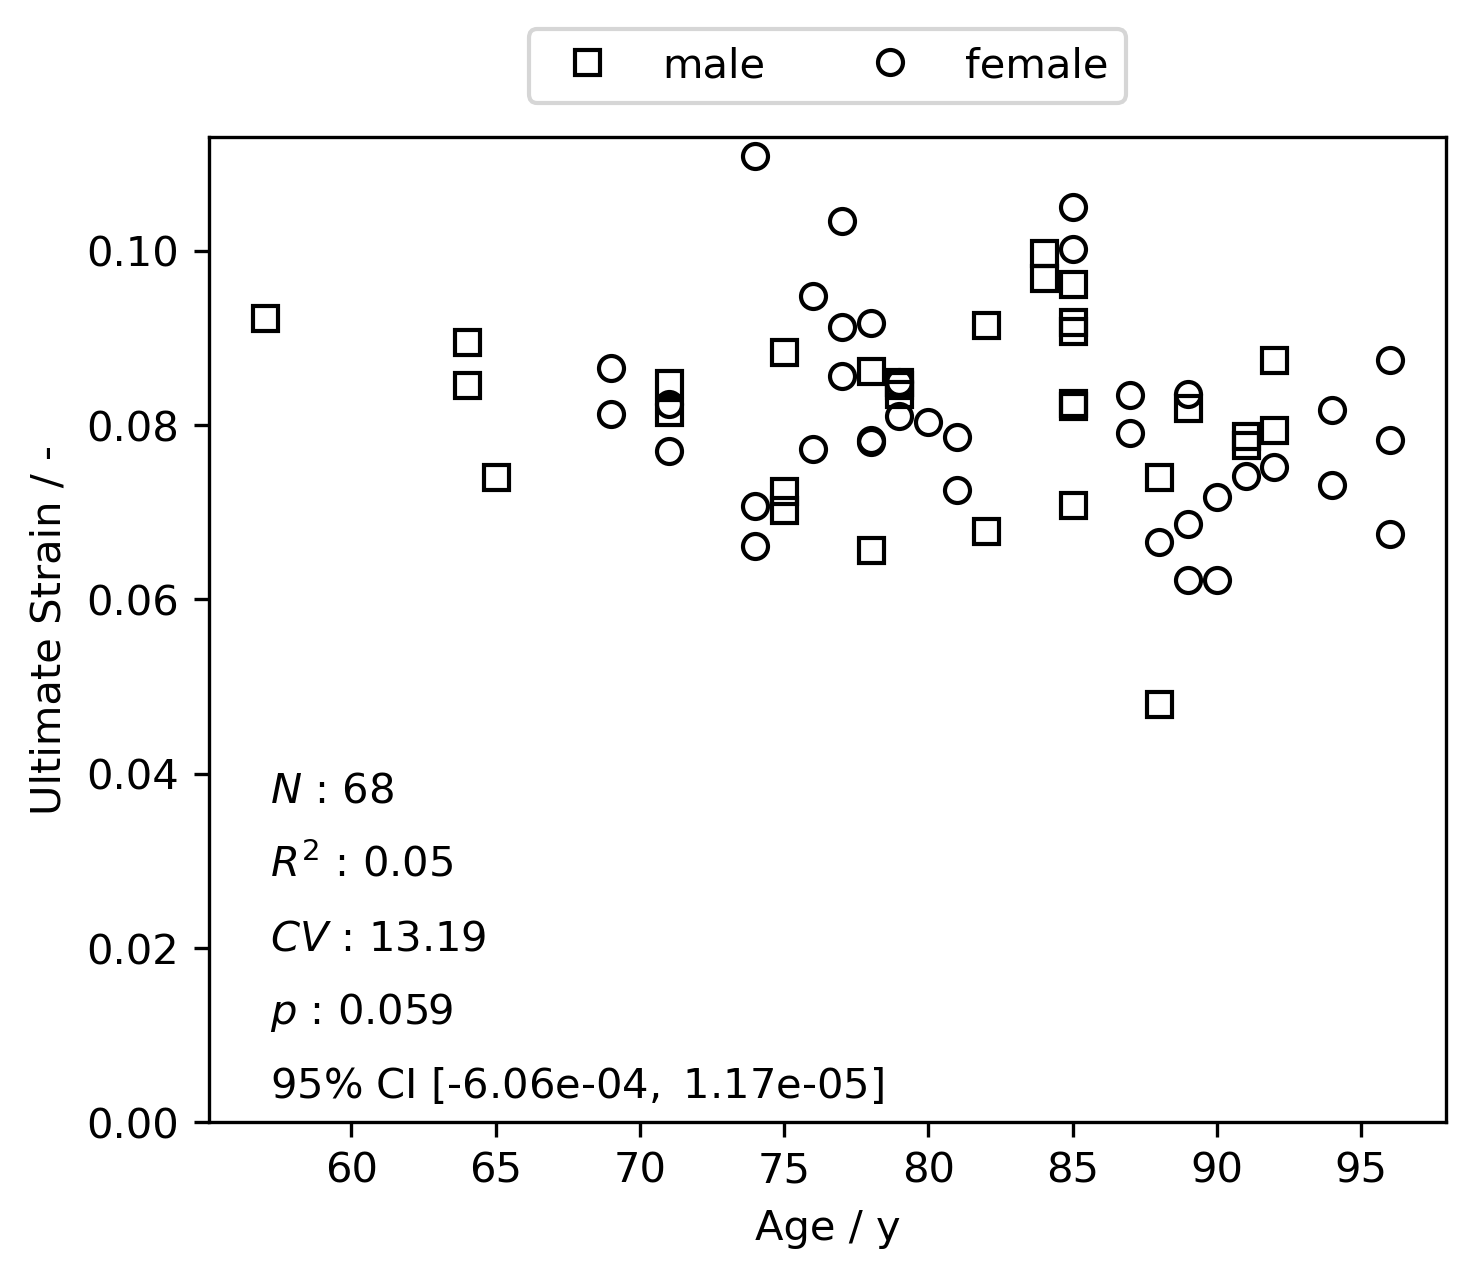 male female
0.10
0.08
0.06
0.04
0.02
0.00
Ultimate Strain / -
N : 68
R² : 0.05
CV : 13.19
p : 0.059
95% CI [-6.06e-04, 1.17e-05]
60 65 70 75 80 85 90 95
Age / y